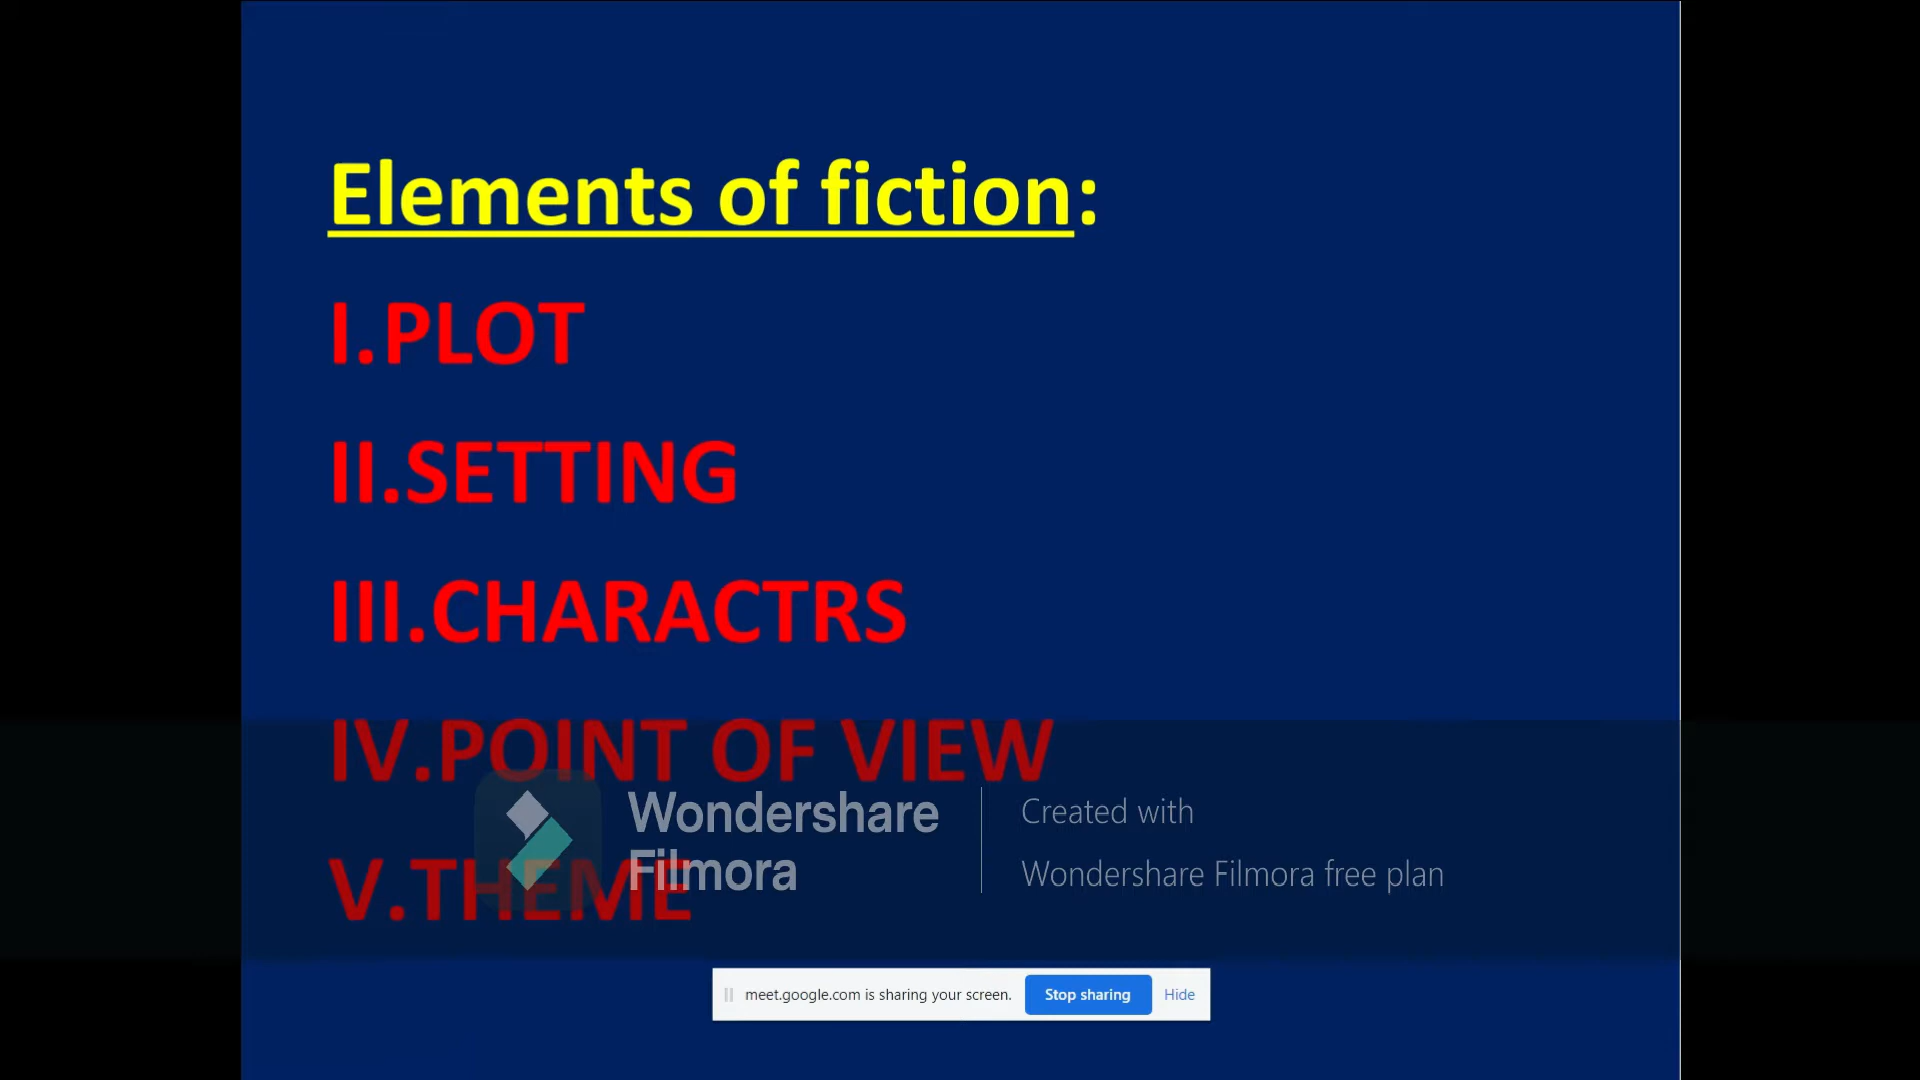 Elements of fiction:
I.PLOT
II.SETTING
III.CHARACTRS
IV.POINT OF VIEW
Wondershare
Filmora
Created with
Wondershare Filmora free plan
V.THEME
meet.google.com is sharing your screen.
Stop sharing
Hide